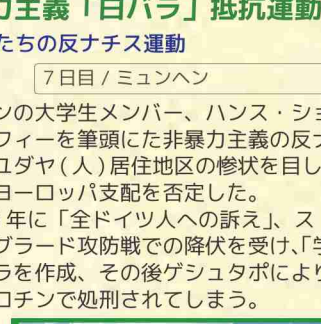 力主義「白バラ」抵抗運動
たちの反ナチス運動
7日目 / ミュンヘン
ンの大学生メンバー、ハンス・ショ
フィーを筆頭にた非暴力主義の反ナ
ユダヤ(人)居住地区の惨状を目し
ヨーロッパ支配を否定した。
年に「全ドイツ人への訴え」、ス
グラード攻防戦での降伏を受け、「学
ラを作成、その後ゲシュタポにより
ロチンで処刑されてしまう。